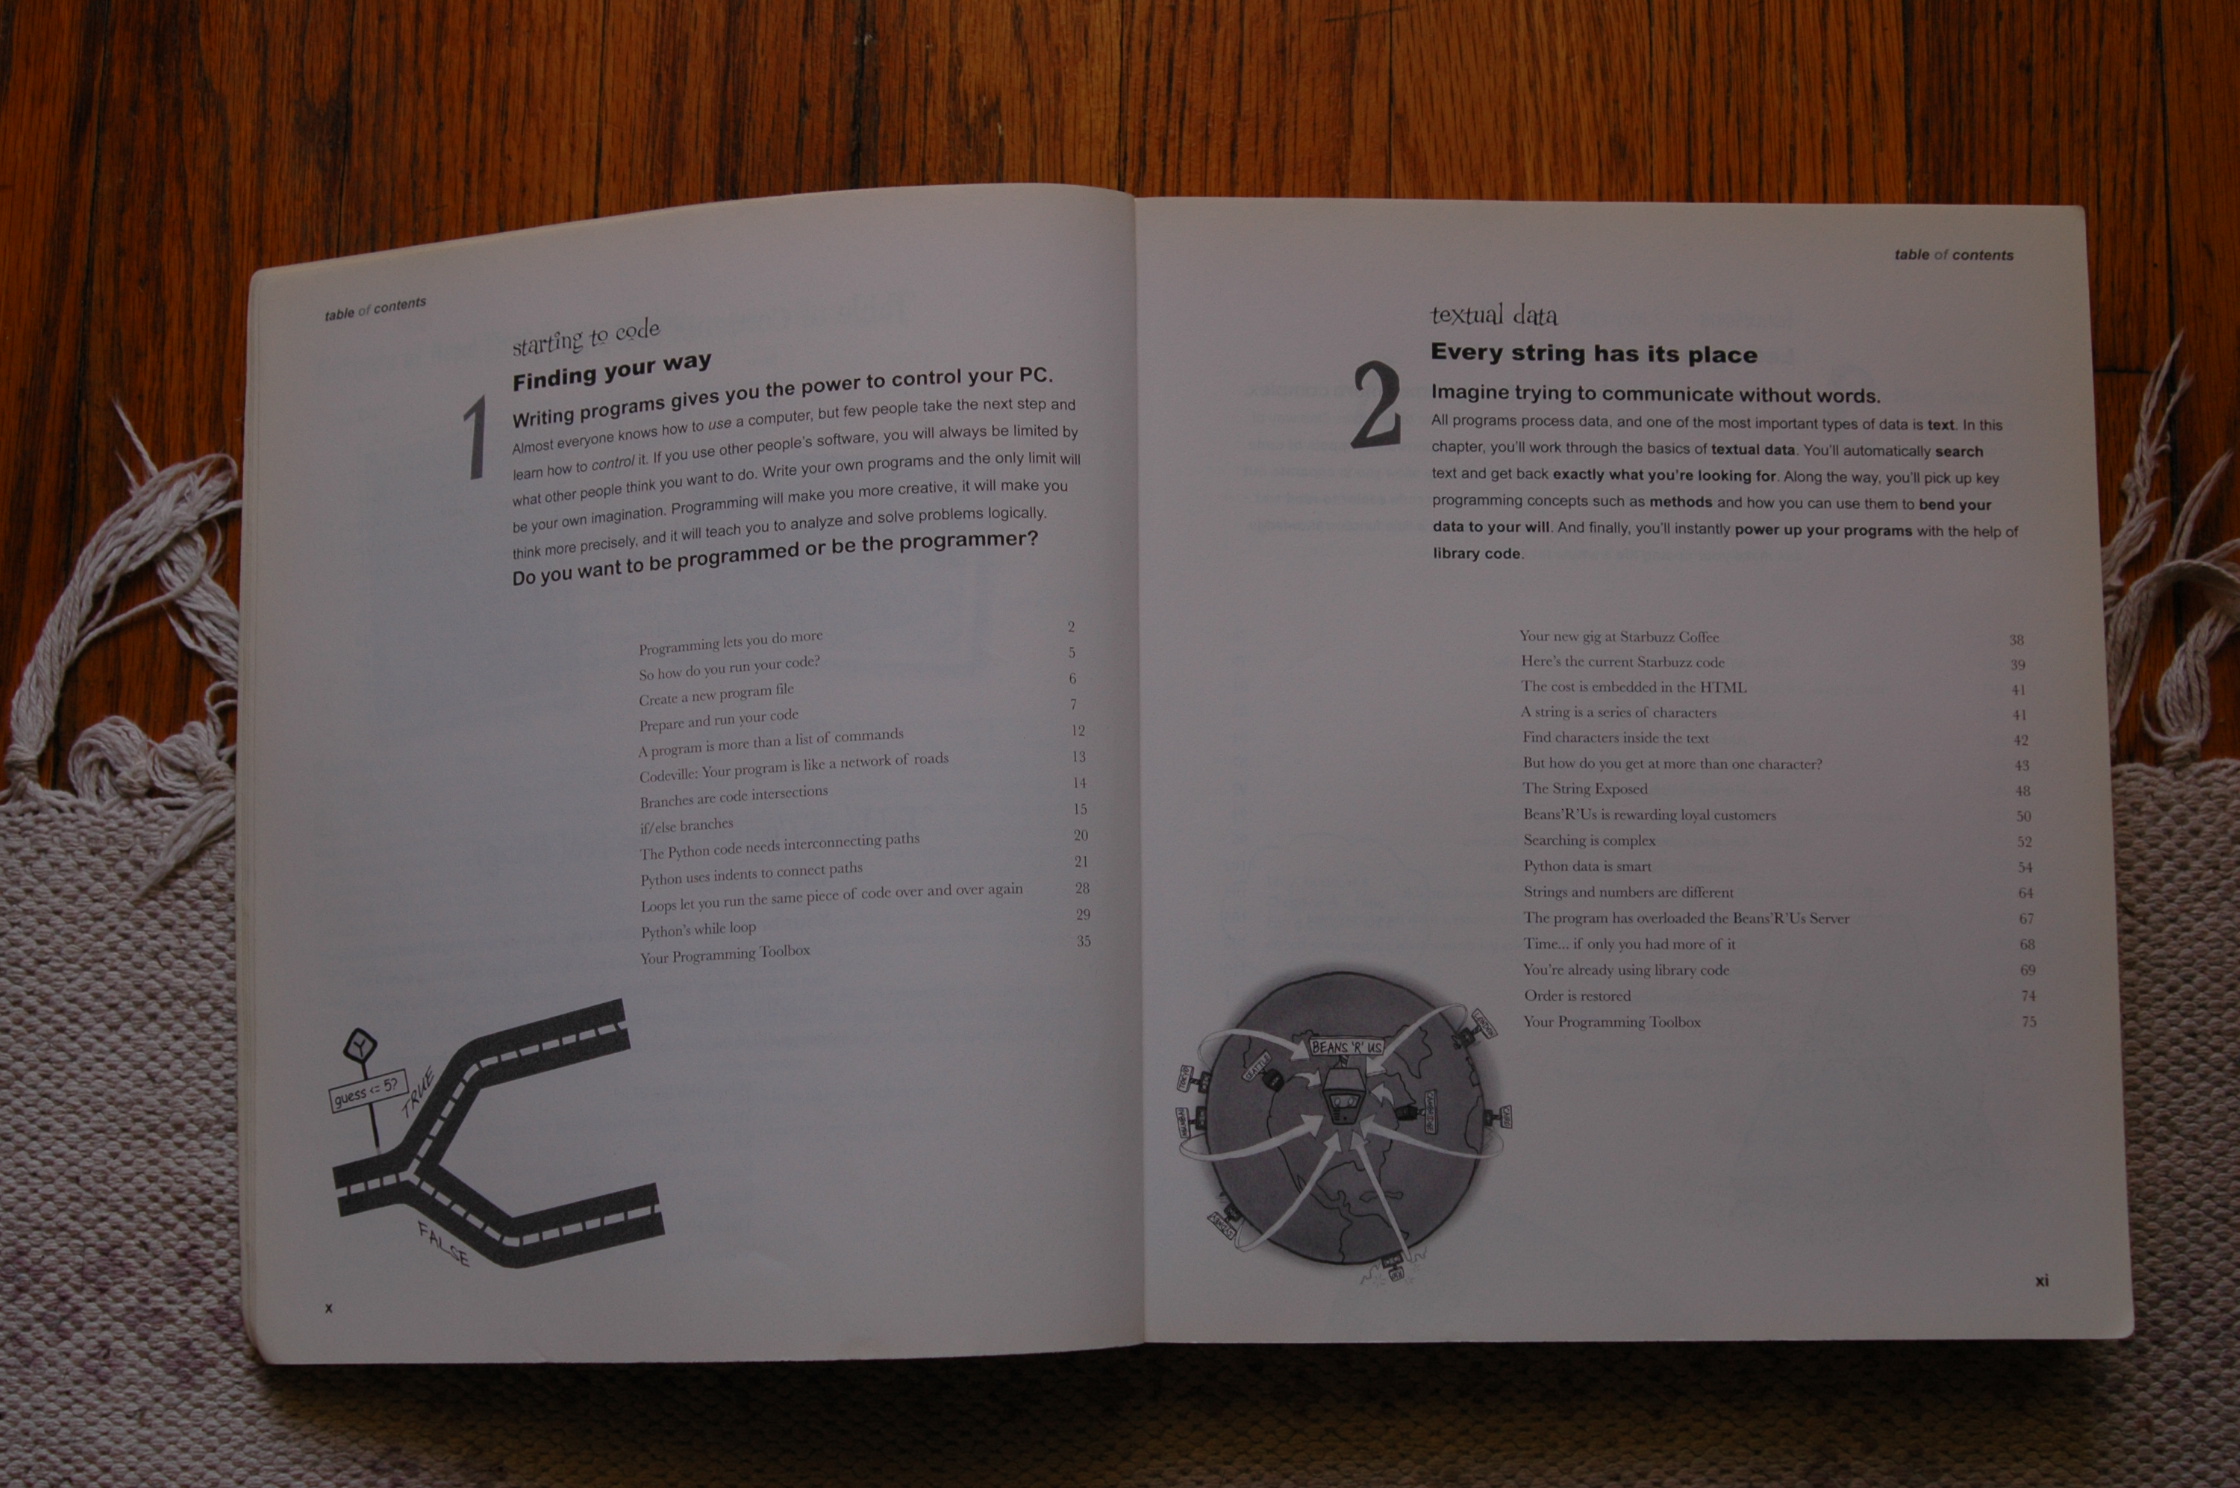 table of contents
starting to code
1
Finding your way
Writing programs gives you the power to control your PC.
Almost everyone knows how to use a computer, but few people take the next step and
learn how to control it. If you use other people's software, you will always be limited by
what other people think you want to do. Write your own programs and the only limit will
be your own imagination. Programming will make you more creative, it will make you
think more precisely, and it will teach you to analyze and solve problems logically.
Do you want to be programmed or be the programmer?
Programming lets you do more 2
So how do you run your code? 5
Create a new program file 6
Prepare and run your code 7
A program is more than a list of commands 12
Codeville: Your program is like a network of roads 13
Branches are code intersections 14
if/else branches 15
The Python code needs interconnecting paths 20
Python uses indents to connect paths 21
Loops let you run the same piece of code over and over again 28
Python's while loop 29
Your Programming Toolbox 35
Y
guess <= 5?
TRUE
FALSE
x
table of contents
textual data
2
Every string has its place
Imagine trying to communicate without words.
All programs process data, and one of the most important types of data is text. In this
chapter, you'll work through the basics of textual data. You'll automatically search
text and get back exactly what you're looking for. Along the way, you'll pick up key
programming concepts such as methods and how you can use them to bend your
data to your will. And finally, you'll instantly power up your programs with the help of
library code.
Your new gig at Starbuzz Coffee 38
Here's the current Starbuzz code 39
The cost is embedded in the HTML 41
A string is a series of characters 41
Find characters inside the text 42
But how do you get at more than one character? 43
The String Exposed 48
Beans'R'Us is rewarding loyal customers 50
Searching is complex 52
Python data is smart 54
Strings and numbers are different 64
The program has overloaded the Beans'R'Us Server 67
Time... if only you had more of it 68
You're already using library code 69
Order is restored 74
Your Programming Toolbox 75
BEANS 'R' US
SEATTLE
LONDON
TOKYO
CAMBRIDGE
xi